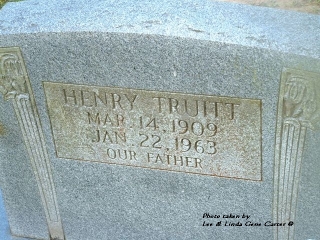 HENRY TRUITT
MAR. 14, 1909
JAN. 22, 1963
OUR FATHER
Photo taken by
Lee & Linda Gene Carter ©